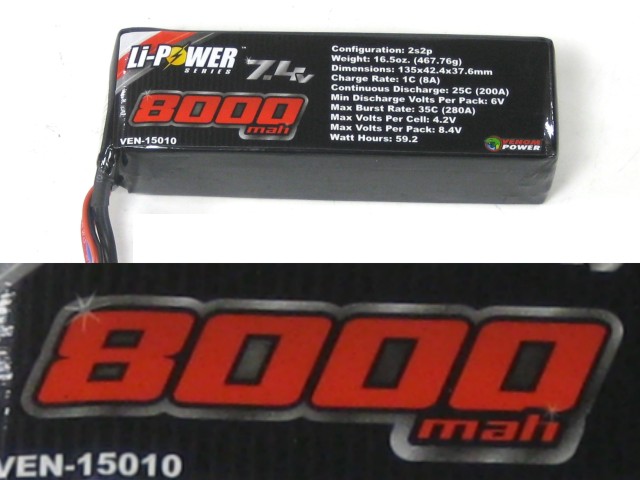 Li-POWER
SERIES
7.4v
8000
mah
VEN-15010
Configuration: 2s2p
Weight: 16.5oz. (467.76g)
Dimensions: 135x42.4x37.6mm
Charge Rate: 1C (8A)
Continuous Discharge: 25C (200A)
Min Discharge Volts Per Pack: 6V
Max Burst Rate: 35C (280A)
Max Volts Per Cell: 4.2V
Max Volts Per Pack: 8.4V
Watt Hours: 59.2
VENOM
POWER
8000
mah
VEN-15010